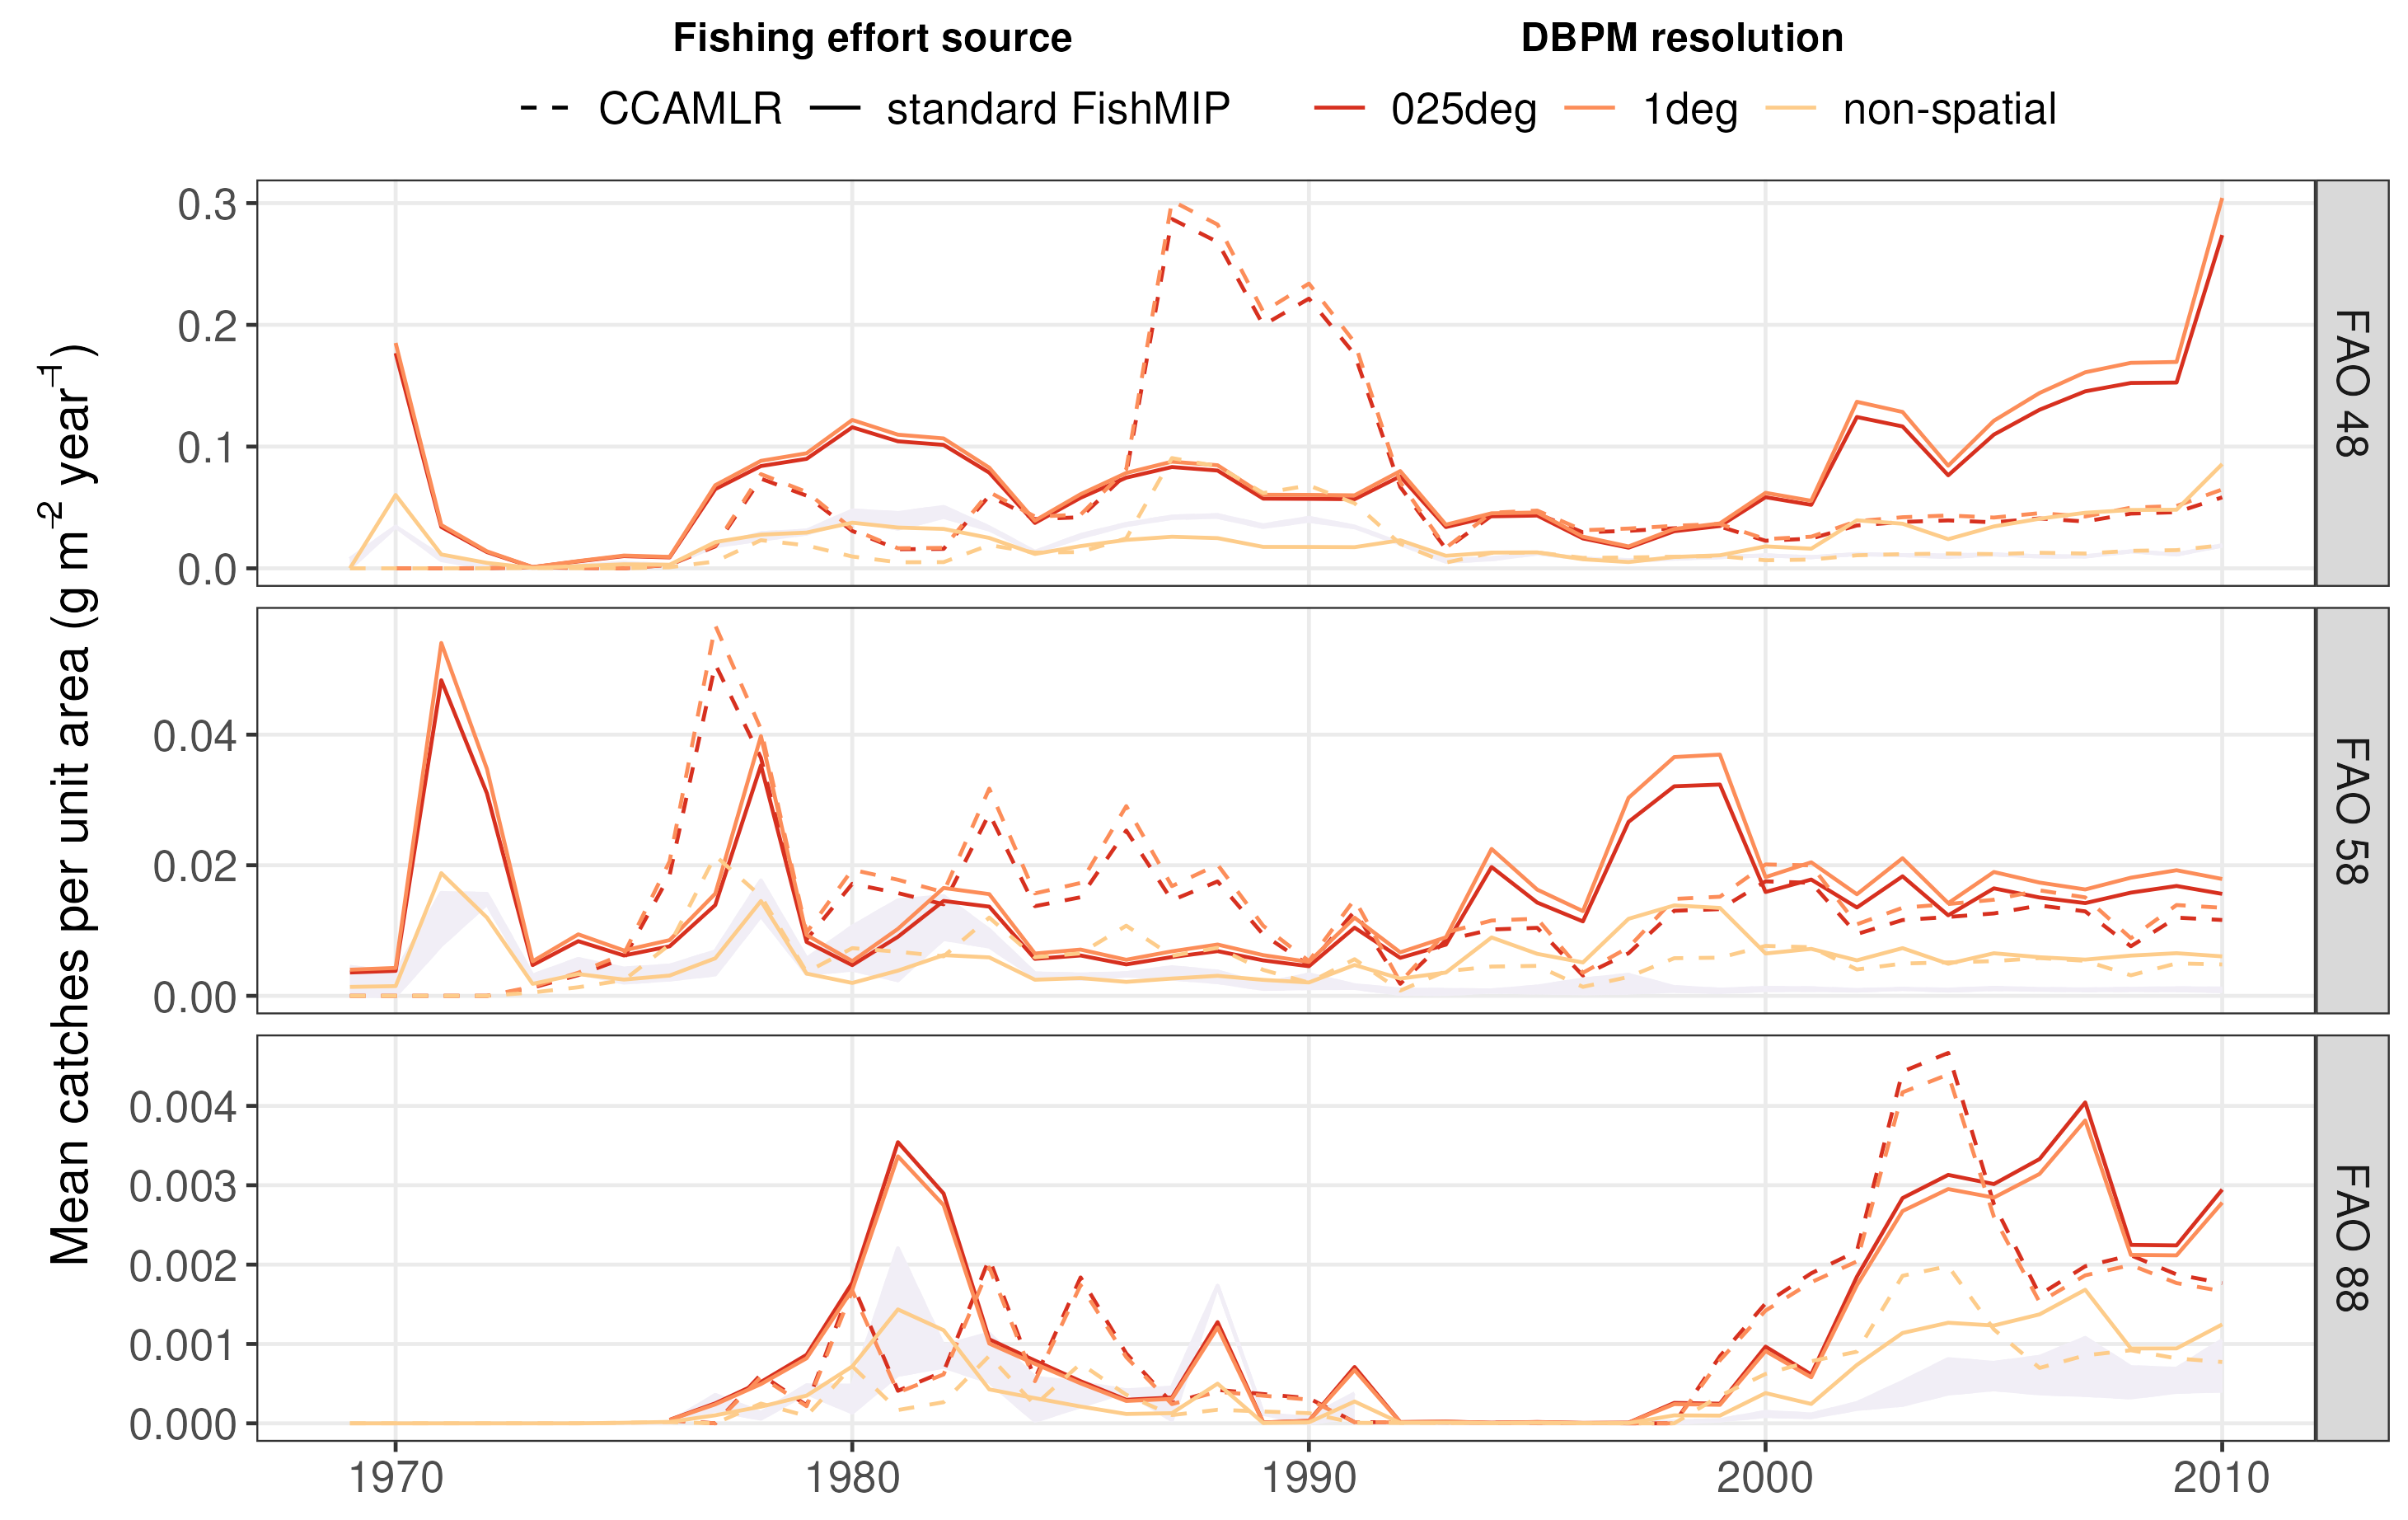 Fishing effort source
DBPM resolution
CCAMLR
standard FishMIP
025deg
1deg
non-spatial
Mean catches per unit area (g m⁻² year⁻¹)
0.3
0.2
0.1
0.0
FAO 48
0.04
0.02
0.00
FAO 58
0.004
0.003
0.002
0.001
0.000
FAO 88
1970
1980
1990
2000
2010